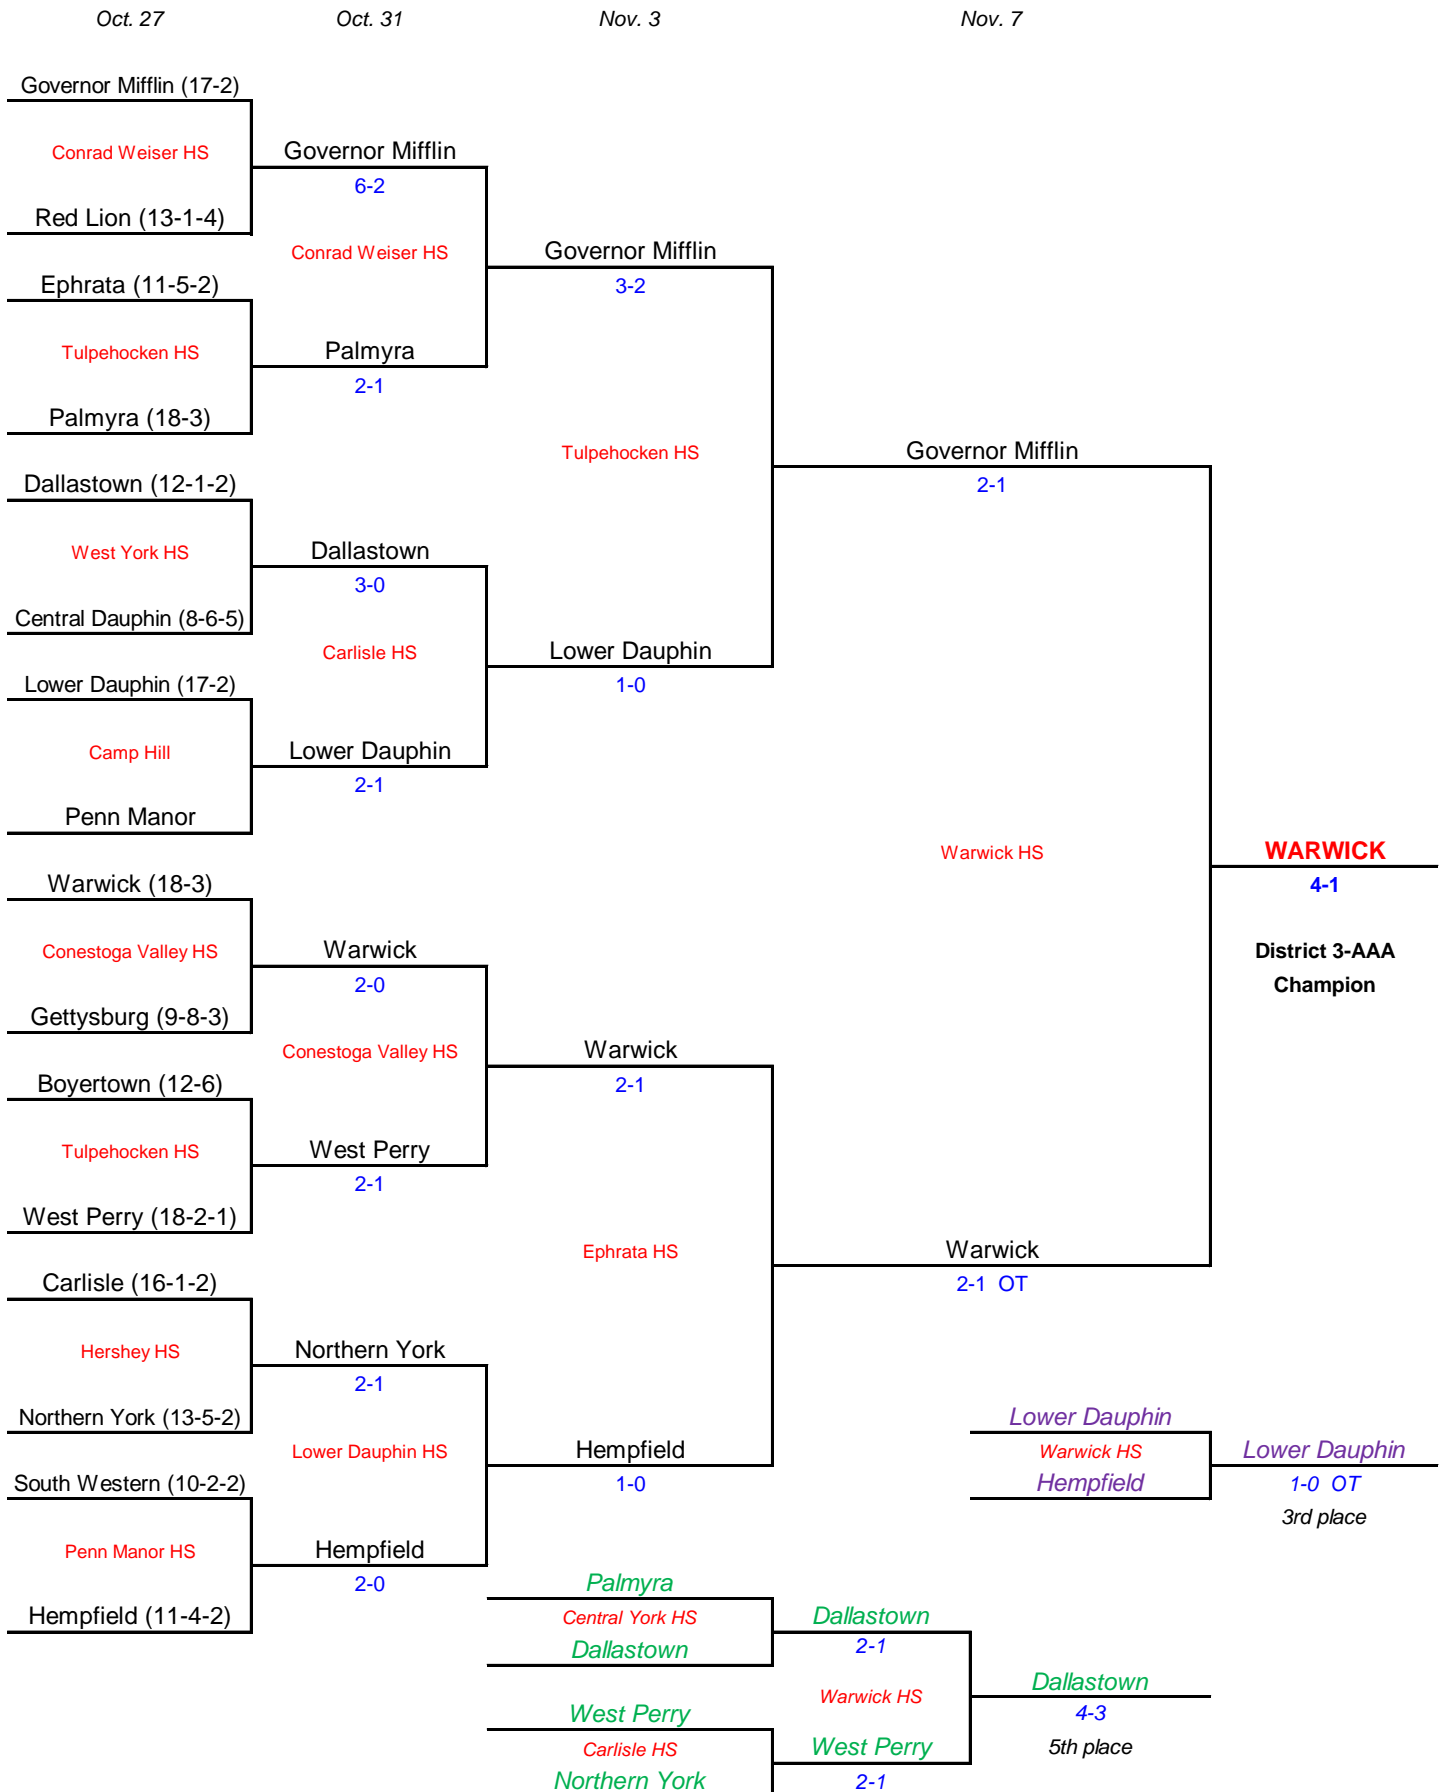 Oct. 27 Oct. 31 Nov. 3 Nov. 7
Governor Mifflin (17-2)
Conrad Weiser HS
Governor Mifflin
6-2
Red Lion (13-1-4)
Conrad Weiser HS
Governor Mifflin
3-2
Ephrata (11-5-2)
Tulpehocken HS
Palmyra
2-1
Palmyra (18-3)
Tulpehocken HS
Governor Mifflin
2-1
Dallastown (12-1-2)
West York HS
Dallastown
3-0
Central Dauphin (8-6-5)
Carlisle HS
Lower Dauphin
1-0
Lower Dauphin (17-2)
Camp Hill
Lower Dauphin
2-1
Penn Manor
Warwick HS
WARWICK
4-1
District 3-AAA
Champion
Warwick (18-3)
Conestoga Valley HS
Warwick
2-0
Gettysburg (9-8-3)
Conestoga Valley HS
Warwick
2-1
Boyertown (12-6)
Tulpehocken HS
West Perry
2-1
West Perry (18-2-1)
Ephrata HS
Warwick
2-1 OT
Carlisle (16-1-2)
Hershey HS
Northern York
2-1
Northern York (13-5-2)
Lower Dauphin HS
Hempfield
1-0
South Western (10-2-2)
Penn Manor HS
Hempfield
2-0
Hempfield (11-4-2)
Lower Dauphin
Warwick HS
Hempfield
Lower Dauphin
1-0 OT
3rd place
Palmyra
Central York HS
Dallastown
Dallastown
2-1
Warwick HS
Dallastown
4-3
5th place
West Perry
Carlisle HS
Northern York
West Perry
2-1